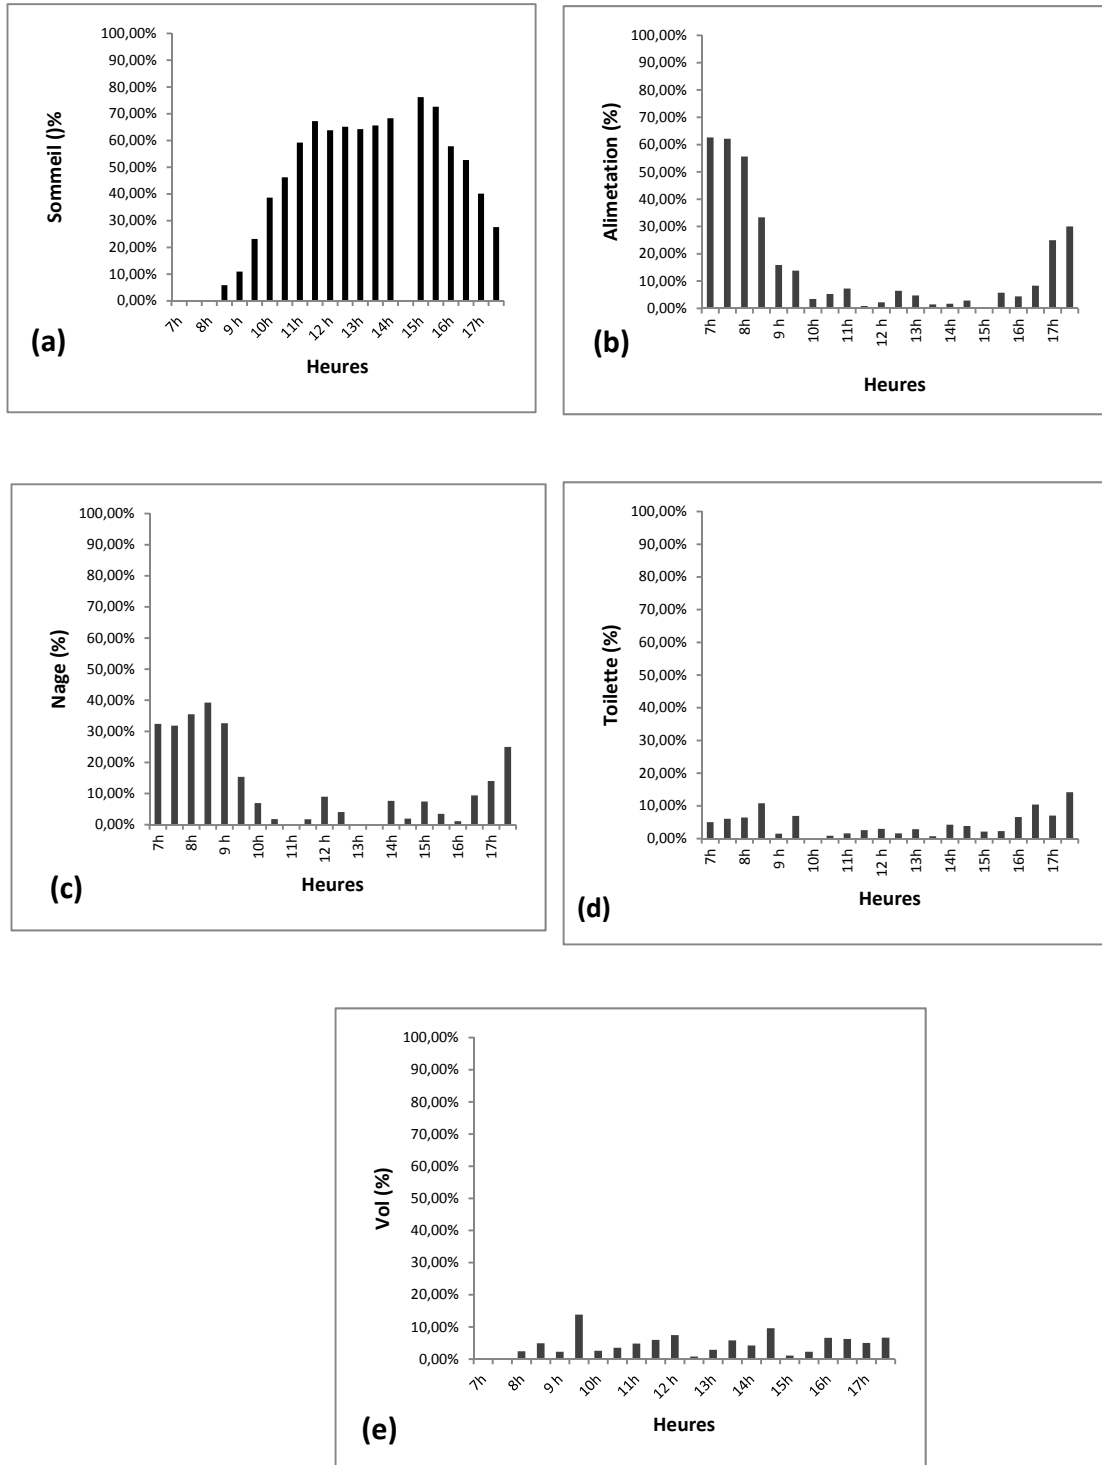 100,00%
90,00%
80,00%
70,00%
60,00%
50,00%
40,00%
30,00%
20,00%
10,00%
0,00%
Sommeil ()%
7h 8h 9 h 10h 11h 12 h 13h 14h 15h 16h 17h
Heures
(a)
100,00%
90,00%
80,00%
70,00%
60,00%
50,00%
40,00%
30,00%
20,00%
10,00%
0,00%
Alimetation (%)
7h 8h 9 h 10h 11h 12 h 13h 14h 15h 16h 17h
Heures
(b)
100,00%
90,00%
80,00%
70,00%
60,00%
50,00%
40,00%
30,00%
20,00%
10,00%
0,00%
Nage (%)
7h 8h 9 h 10h 11h 12 h 13h 14h 15h 16h 17h
Heures
(c)
100,00%
90,00%
80,00%
70,00%
60,00%
50,00%
40,00%
30,00%
20,00%
10,00%
0,00%
Toilette (%)
7h 8h 9 h 10h 11h 12 h 13h 14h 15h 16h 17h
Heures
(d)
100,00%
90,00%
80,00%
70,00%
60,00%
50,00%
40,00%
30,00%
20,00%
10,00%
0,00%
Vol (%)
7h 8h 9 h 10h 11h 12 h 13h 14h 15h 16h 17h
Heures
(e)